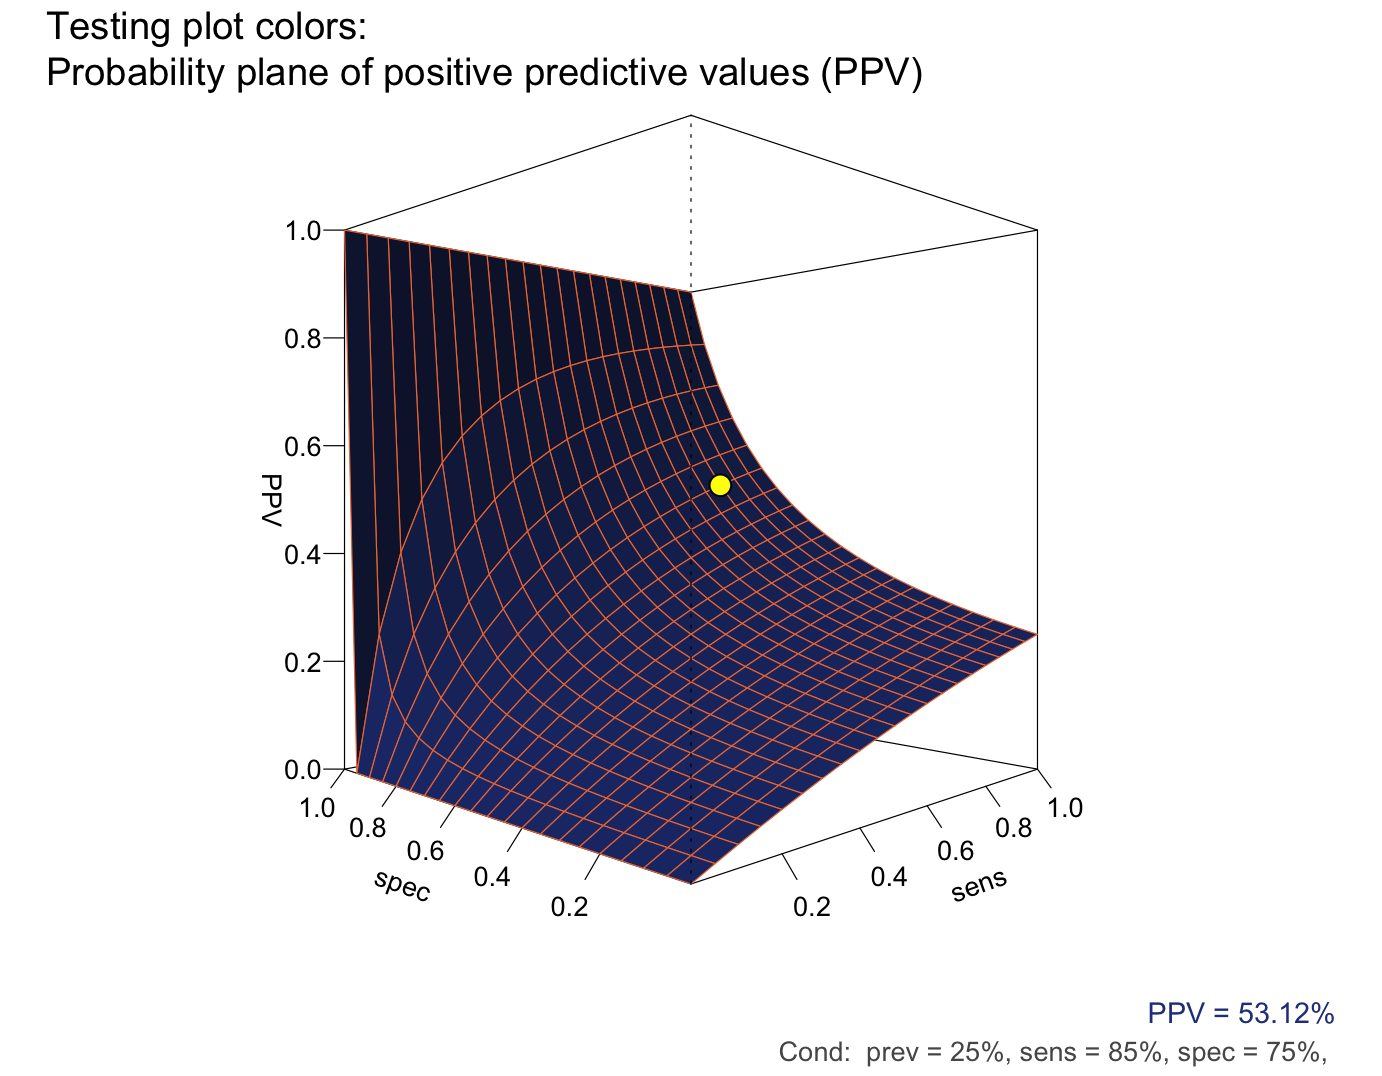 Testing plot colors:
Probability plane of positive predictive values (PPV)
1.0
0.8
0.6
PPV
0.4
0.2
0.0
1.0
0.8
0.6
0.4
0.2
spec
0.2
0.4
0.6
0.8
1.0
sens
PPV = 53.12%
Cond:  prev = 25%, sens = 85%, spec = 75%,